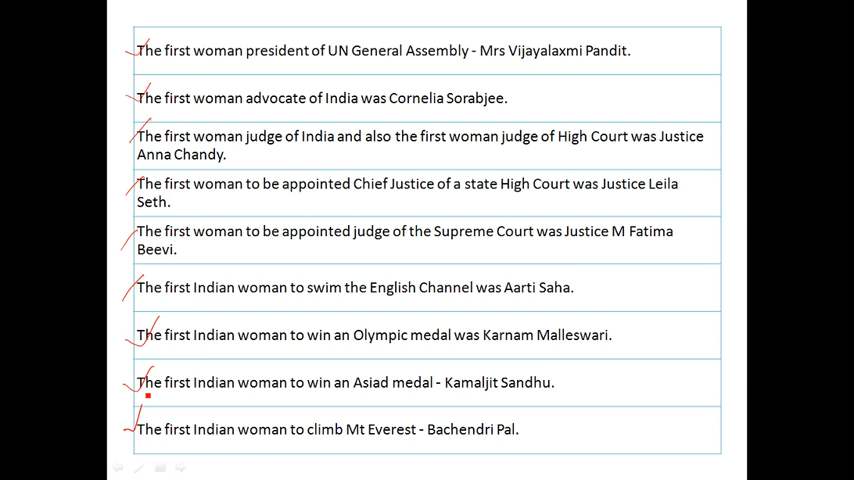 The first woman president of UN General Assembly - Mrs Vijayalaxmi Pandit.
The first woman advocate of India was Cornelia Sorabjee.
The first woman judge of India and also the first woman judge of High Court was Justice
Anna Chandy.
The first woman to be appointed Chief Justice of a state High Court was Justice Leila
Seth.
The first woman to be appointed judge of the Supreme Court was Justice M Fatima
Beevi.
The first Indian woman to swim the English Channel was Aarti Saha.
The first Indian woman to win an Olympic medal was Karnam Malleswari.
The first Indian woman to win an Asiad medal - Kamaljit Sandhu.
The first Indian woman to climb Mt Everest - Bachendri Pal.